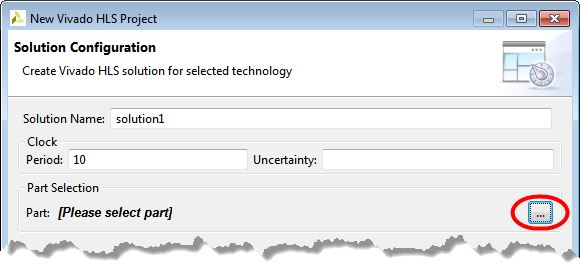 New Vivado HLS Project
Solution Configuration
Create Vivado HLS solution for selected technology
Solution Name: solution1
Clock
Period: 10 Uncertainty:
Part Selection
Part: [Please select part] ...